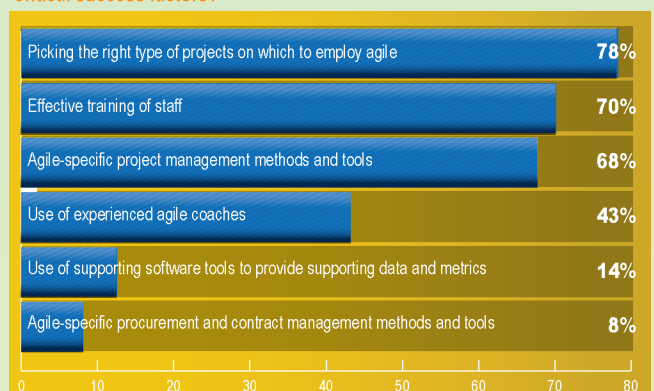 critical success factors?
Picking the right type of projects on which to employ agile 78%
Effective training of staff 70%
Agile-specific project management methods and tools 68%
Use of experienced agile coaches 43%
Use of supporting software tools to provide supporting data and metrics 14%
Agile-specific procurement and contract management methods and tools 8%
0 10 20 30 40 50 60 70 80